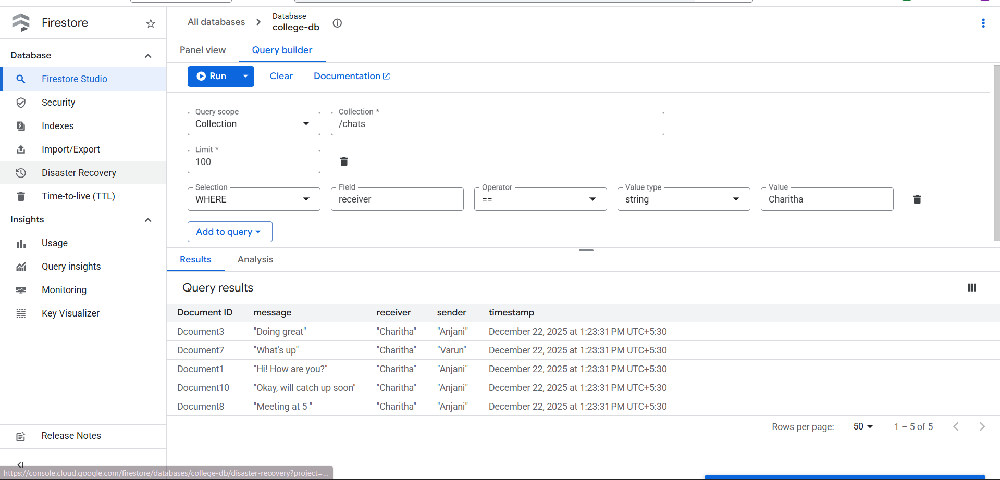 Firestore
All databases
Database
college-db
Panel view
Query builder
Run
Clear
Documentation
Database
Firestore Studio
Security
Indexes
Import/Export
Disaster Recovery
Time-to-live (TTL)
Insights
Usage
Query insights
Monitoring
Key Visualizer
Release Notes
Query scope
Collection
Collection *
/chats
Limit *
100
Selection
WHERE
Field
receiver
Operator
==
Value type
string
Value
Charitha
Add to query
Results Analysis
Query results
Document ID message receiver sender timestamp
Dcoument3 "Doing great" "Charitha" "Anjani" December 22, 2025 at 1:23:31 PM UTC+5:30
Dcoument7 "What's up" "Charitha" "Varun" December 22, 2025 at 1:23:31 PM UTC+5:30
Document1 "Hi! How are you?" "Charitha" "Anjani" December 22, 2025 at 1:23:31 PM UTC+5:30
Document10 "Okay, will catch up soon" "Charitha" "Anjani" December 22, 2025 at 1:23:31 PM UTC+5:30
Document8 "Meeting at 5 " "Charitha" "Anjani" December 22, 2025 at 1:23:31 PM UTC+5:30
Rows per page: 50 1 – 5 of 5
https://console.cloud.google.com/firestore/databases/college-db/disaster-recovery?project=...